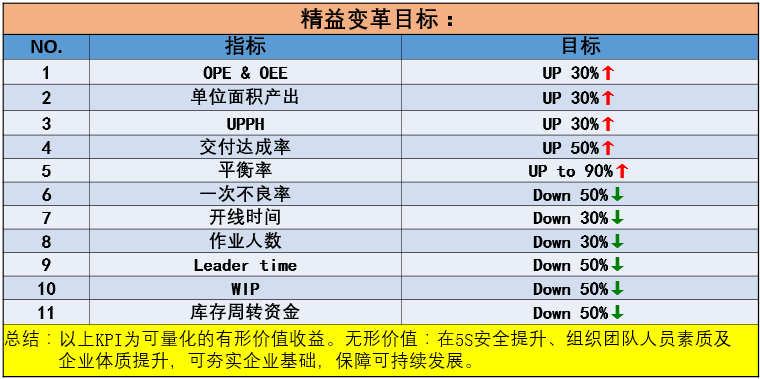 精益变革目标：
NO. 指标 目标
1 OPE & OEE UP 30%↑
2 单位面积产出 UP 30%↑
3 UPPH UP 30%↑
4 交付达成率 UP 50%↑
5 平衡率 UP to 90%↑
6 一次不良率 Down 50%↓
7 开线时间 Down 30%↓
8 作业人数 Down 30%↓
9 Leader time Down 50%↓
10 WIP Down 50%↓
11 库存周转资金 Down 50%↓
总结：以上KPI为可量化的有形价值收益。无形价值：在5S安全提升、组织团队人员素质及
企业体质提升，可夯实企业基础，保障可持续发展。